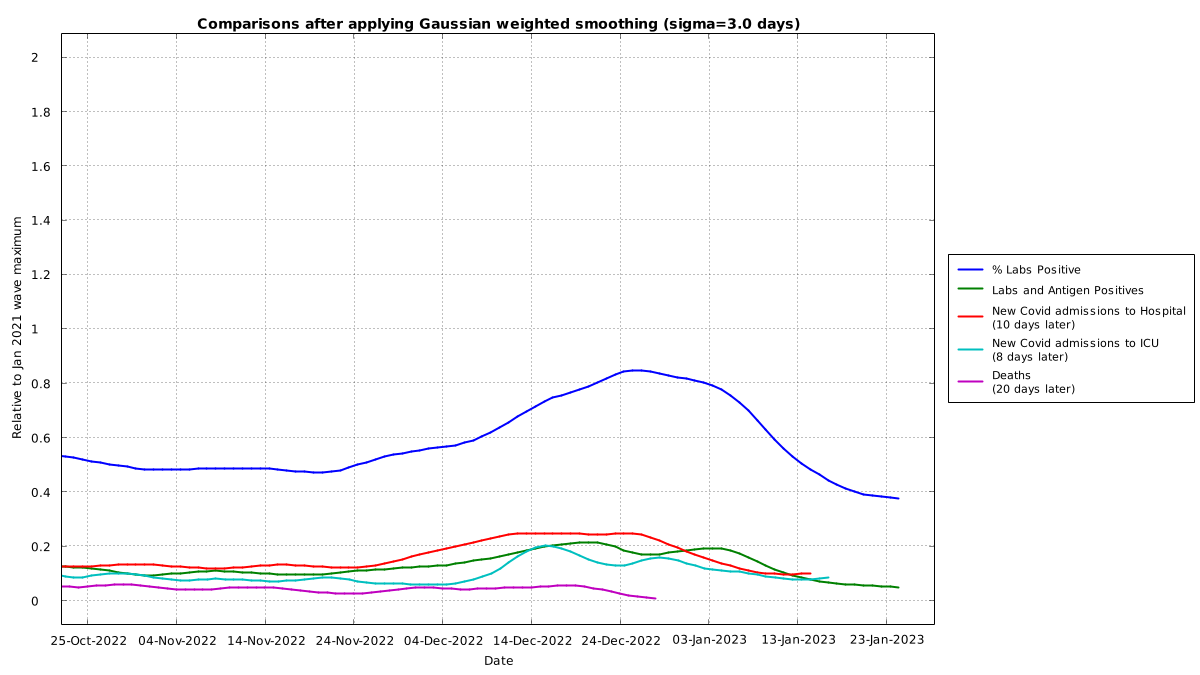 Comparisons after applying Gaussian weighted smoothing (sigma=3.0 days)
Relative to Jan 2021 wave maximum
2
1.8
1.6
1.4
1.2
1
0.8
0.6
0.4
0.2
0
25-Oct-2022 04-Nov-2022 14-Nov-2022 24-Nov-2022 04-Dec-2022 14-Dec-2022 24-Dec-2022 03-Jan-2023 13-Jan-2023 23-Jan-2023
Date
% Labs Positive
Labs and Antigen Positives
New Covid admissions to Hospital
(10 days later)
New Covid admissions to ICU
(8 days later)
Deaths
(20 days later)